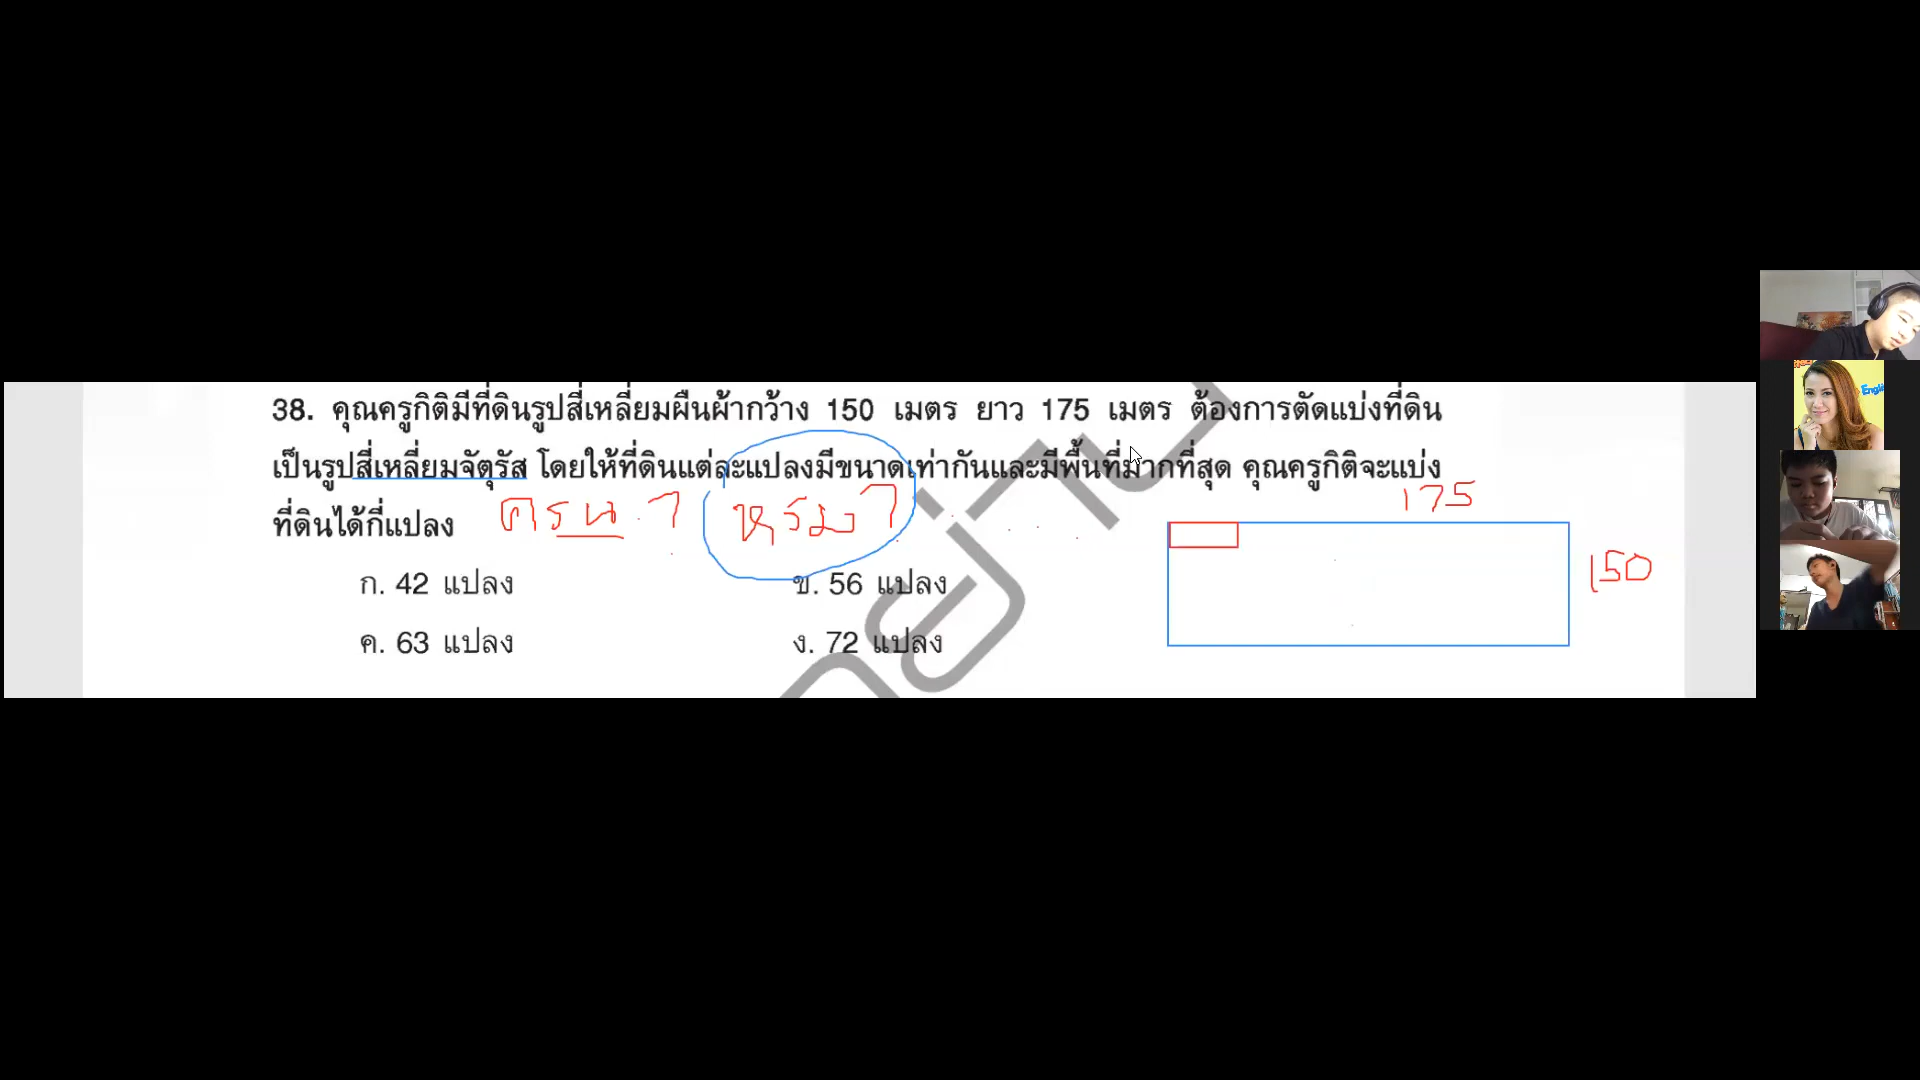 38. คุณครูกิติมีที่ดินรูปสี่เหลี่ยมผืนผ้ากว้าง 150 เมตร ยาว 175 เมตร ต้องการตัดแบ่งที่ดิน
เป็นรูปสี่เหลี่ยมจัตุรัส โดยให้ที่ดินแต่ละแปลงมีขนาดเท่ากันและมีพื้นที่มากที่สุด คุณครูกิติจะแบ่ง
ที่ดินได้กี่แปลง
ครน. ? หรม ?
175
150
ก. 42 แปลง
ข. 56 แปลง
ค. 63 แปลง
ง. 72 แปลง